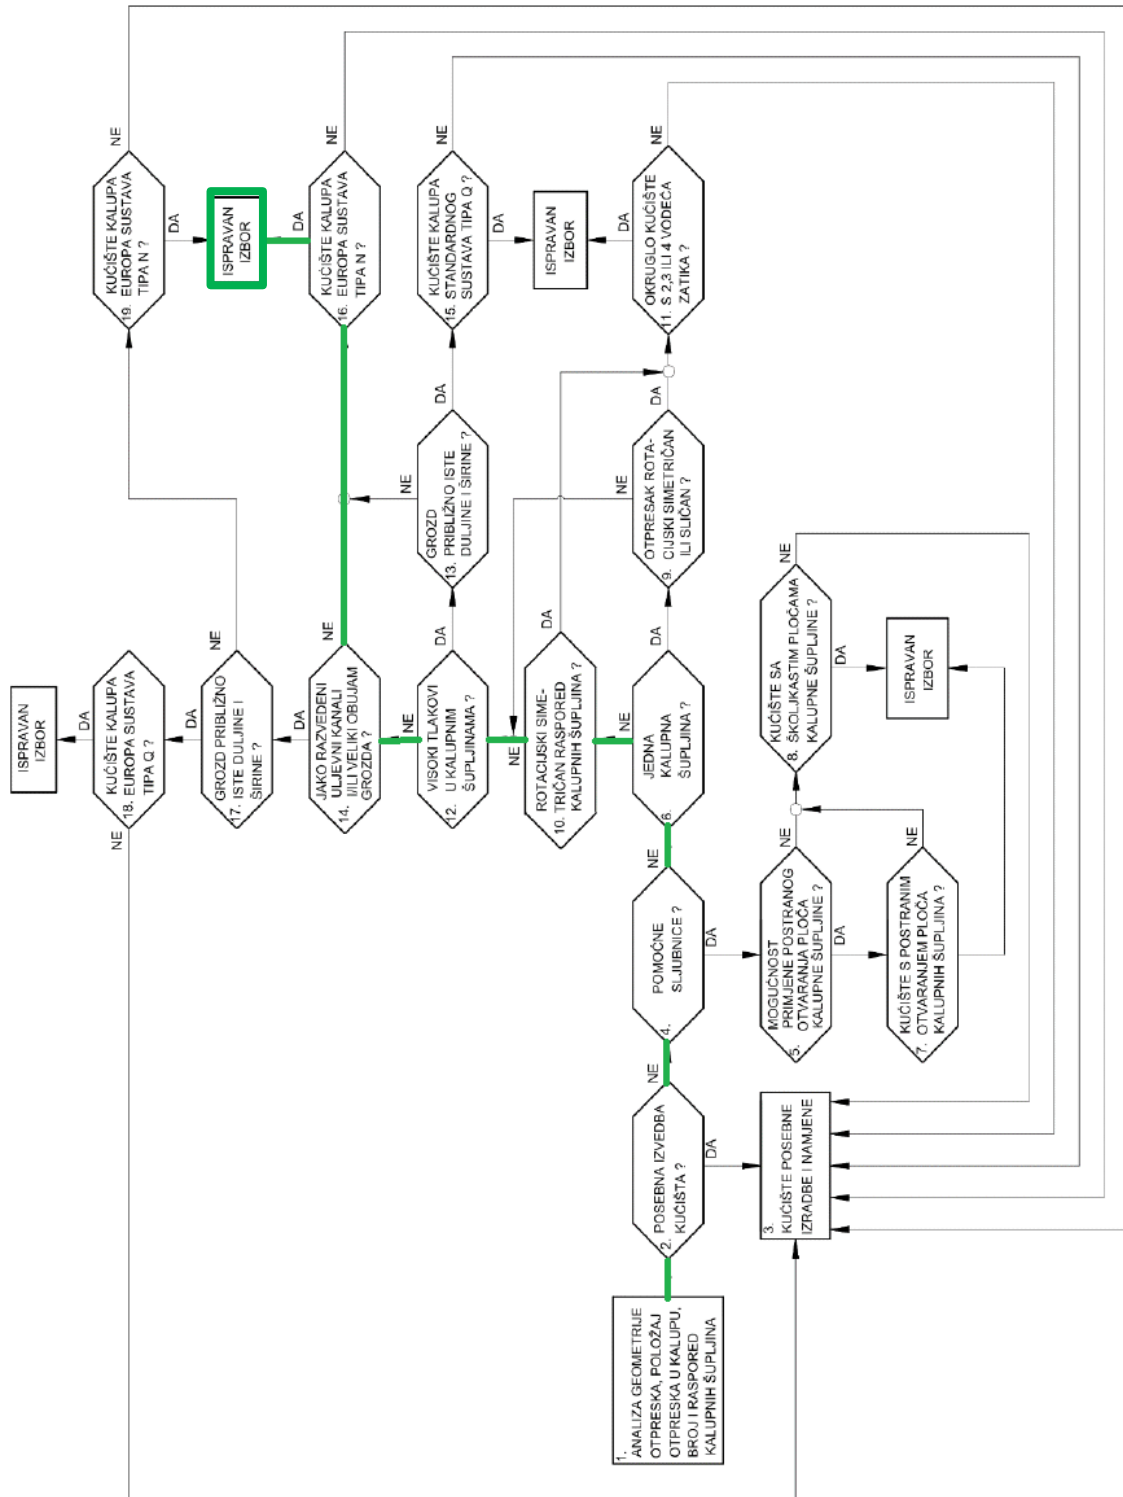 1.
ANALIZA GEOMETRIJE
OTPRESKA, POLOŽAJ
OTPRESKA U KALUPU,
BROJ I RASPORED
KALUPNIH ŠUPLJINA
2. POSEBNA IZVEDBA
KUĆIŠTA ?
NE
DA
3.
KUĆIŠTE POSEBNE
IZRADBE I NAMJENE
4.
POMOĆNE
SLJUBNICE ?
NE
DA
MOGUĆNOST
PRIMJENE POSTRANOG
5. OTVARANJA PLOČA
KALUPNE ŠUPLJINE ?
NE
DA
6.
JEDNA
KALUPNA
ŠUPLJINA ?
NE
DA
KUĆIŠTE S POSTRANIM
7. OTVARANJEM PLOČA
KALUPNIH ŠUPLJINA ?
NE
DA
KUĆIŠTE SA
8. ŠKOLJKASTIM PLOČAMA
KALUPNE ŠUPLJINE ?
NE
DA
ISPRAVAN
IZBOR
OTPRESAK ROTA-
9. CIJSKI SIMETRIČAN
ILI SLIČAN ?
NE
DA
ROTACIJSKI SIME-
10. TRIČAN RASPORED
KALUPNIH ŠUPLJINA ?
NE
DA
OKRUGLO KUĆIŠTE
11. S 2,3 ILI 4 VODEĆA
ZATIKA ?
NE
DA
ISPRAVAN
IZBOR
VISOKI TLAKOVI
12. U KALUPNIM
ŠUPLJINAMA ?
NE
DA
GROZD
13. PRIBLIŽNO ISTE
DULJINE I ŠIRINE ?
NE
DA
JAKO RAZVEDENI
ULJEVNI KANALI
14. I/ILI VELIKI OBUJAM
GROZDA ?
NE
DA
KUĆIŠTE KALUPA
15. STANDARDNOG
SUSTAVA TIPA Q ?
NE
DA
KUĆIŠTE KALUPA
16. EUROPA SUSTAVA
TIPA N ?
NE
DA
ISPRAVAN
IZBOR
GROZD PRIBLIŽNO
17. ISTE DULJINE I
ŠIRINE ?
NE
DA
KUĆIŠTE KALUPA
18. EUROPA SUSTAVA
TIPA Q ?
NE
DA
ISPRAVAN
IZBOR
KUĆIŠTE KALUPA
19. EUROPA SUSTAVA
TIPA N ?
NE
DA